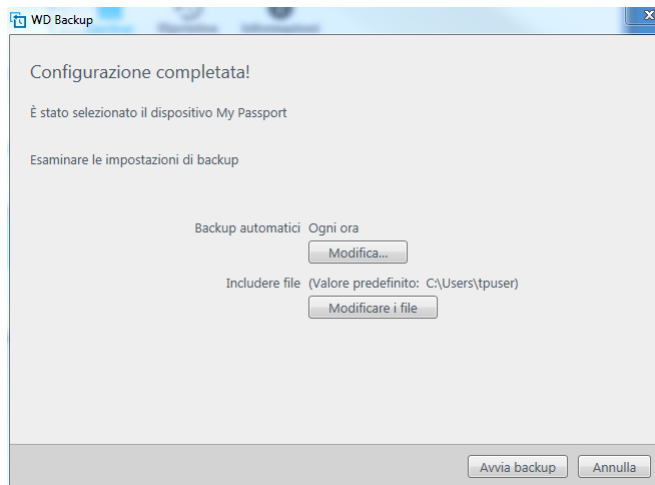 WD Backup
Configurazione completata!
È stato selezionato il dispositivo My Passport
Esaminare le impostazioni di backup
Backup automatici Ogni ora
Modifica...
Includere file (Valore predefinito: C:\Users\tpuser)
Modificare i file
Avvia backup Annulla